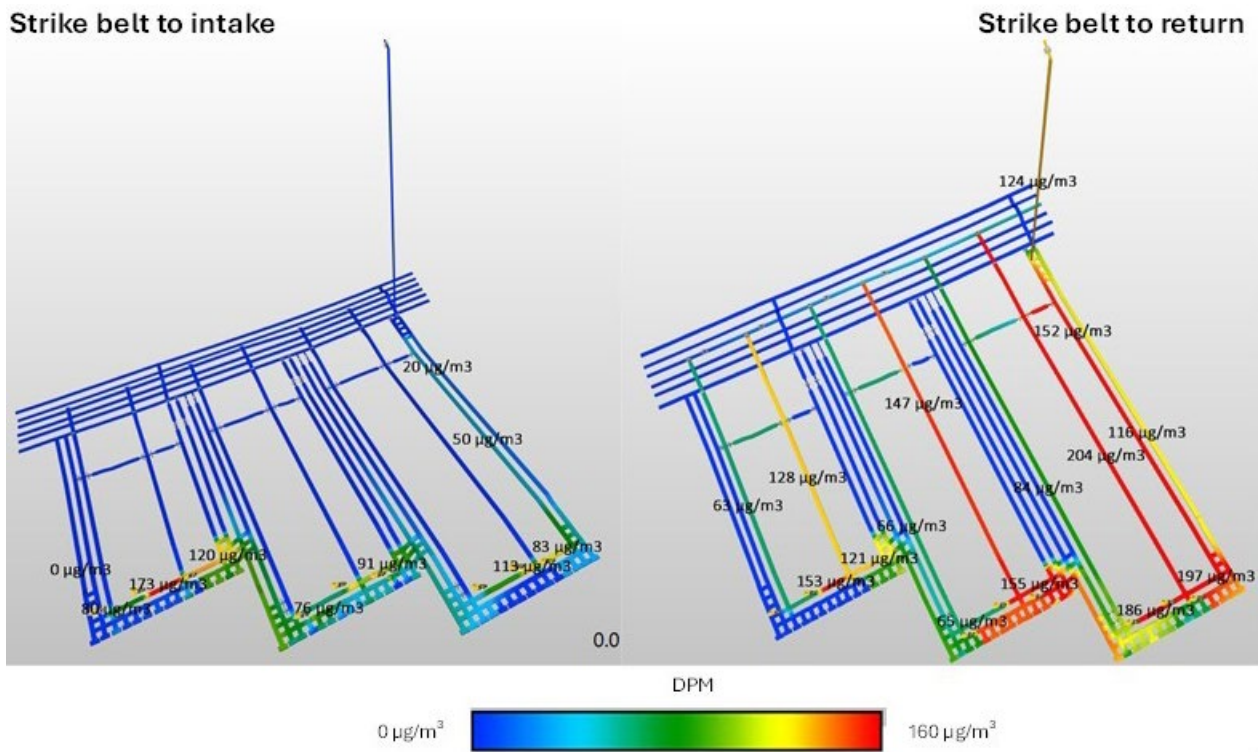 Strike belt to intake
Strike belt to return
20 µg/m3
50 µg/m3
0 µg/m3
80 µg/m3
173 µg/m3
120 µg/m3
76 µg/m3
91 µg/m3
113 µg/m3
83 µg/m3
0.0
124 µg/m3
152 µg/m3
147 µg/m3
116 µg/m3
204 µg/m3
128 µg/m3
84 µg/m3
63 µg/m3
66 µg/m3
121 µg/m3
153 µg/m3
155 µg/m3
197 µg/m3
186 µg/m3
65 µg/m3
DPM
0 µg/m³
160 µg/m³